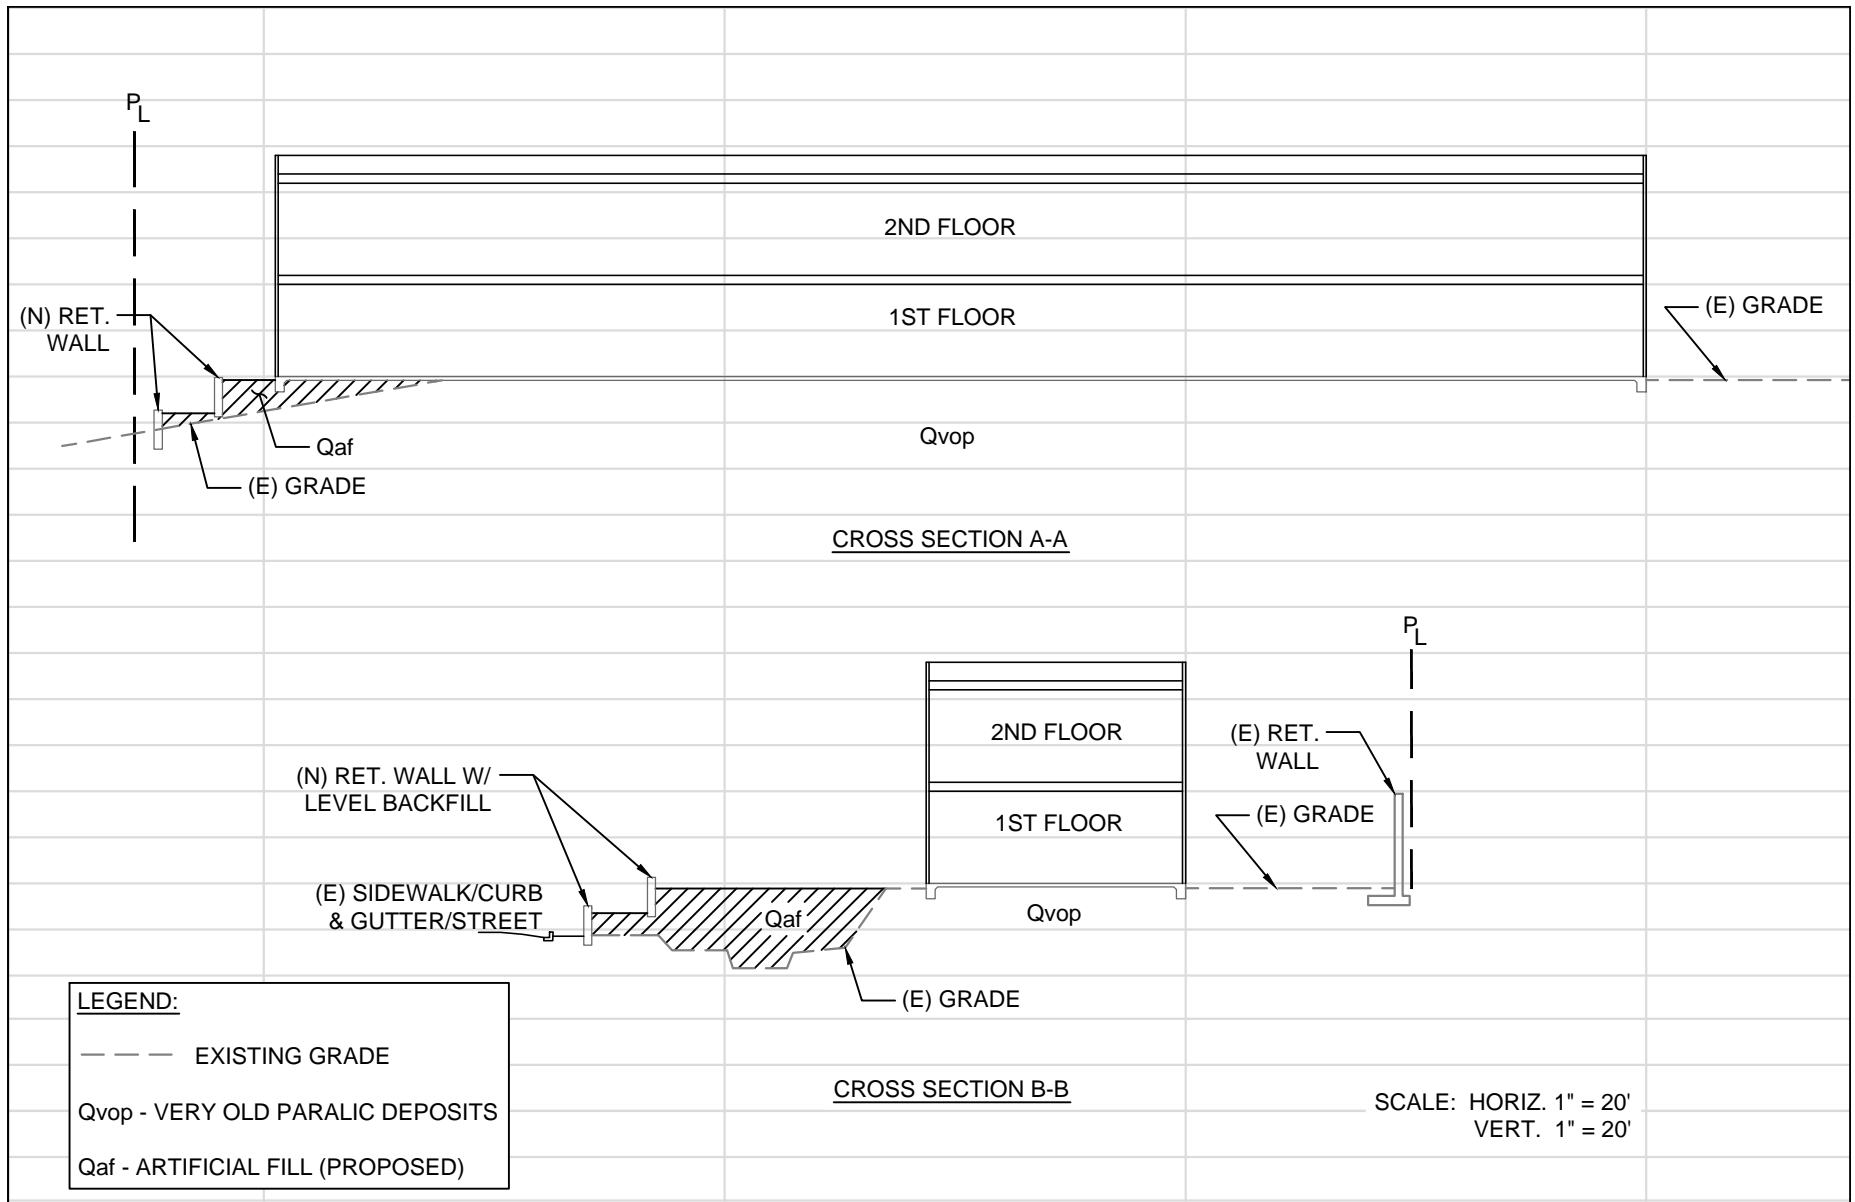 PL
2ND FLOOR
1ST FLOOR
(N) RET.
WALL
(E) GRADE
Qaf
(E) GRADE
Qvop
CROSS SECTION A-A
PL
2ND FLOOR
1ST FLOOR
(E) RET.
WALL
(N) RET. WALL W/
LEVEL BACKFILL
(E) GRADE
(E) SIDEWALK/CURB
& GUTTER/STREET
Qaf
Qvop
(E) GRADE
LEGEND:
EXISTING GRADE
Qvop - VERY OLD PARALIC DEPOSITS
Qaf - ARTIFICIAL FILL (PROPOSED)
CROSS SECTION B-B
SCALE: HORIZ. 1" = 20'
VERT. 1" = 20'